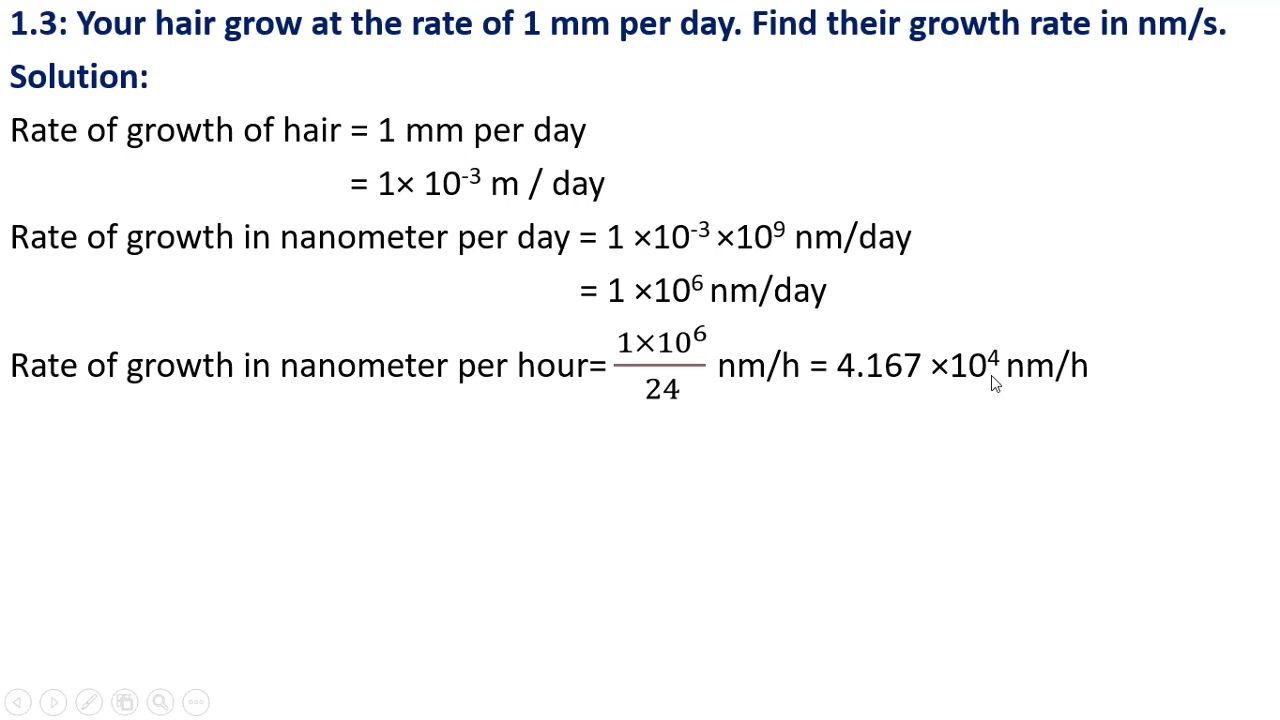 1.3: Your hair grow at the rate of 1 mm per day. Find their growth rate in nm/s.
Solution:
Rate of growth of hair = 1 mm per day
= 1× 10⁻³ m / day
Rate of growth in nanometer per day = 1 ×10⁻³ ×10⁹ nm/day
= 1 ×10⁶ nm/day
Rate of growth in nanometer per hour= 1×10⁶/24 nm/h = 4.167 ×10⁴ nm/h